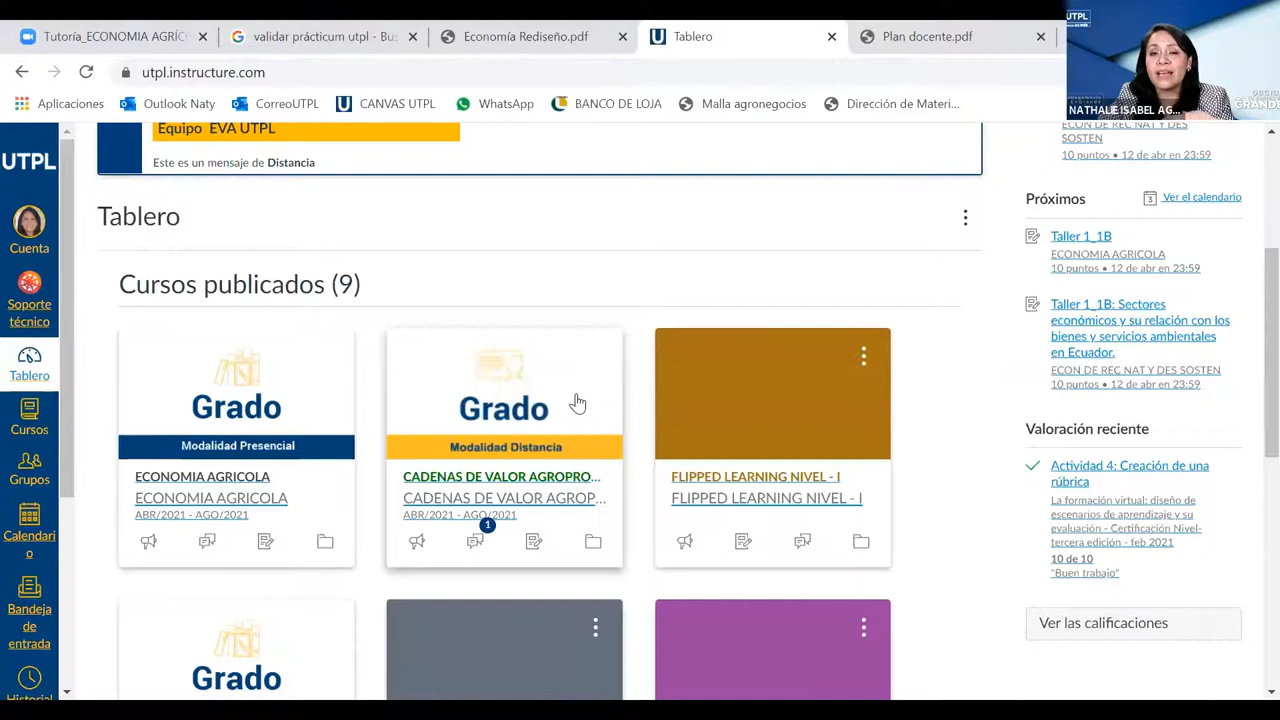 Tutoría_ECONOMIA AGRÍC
validar prácticum utpl - Bus
Economía Rediseño.pdf
Tablero
Plan docente.pdf
utpl.instructure.com
Aplicaciones
Outlook Naty
CorreoUTPL
CANVAS UTPL
WhatsApp
BANCO DE LOJA
Malla agronegocios
Dirección de Materi...
UTPL
DECIDE
GRANDE
NATHALIE ISABEL AG...
UTPL
Cuenta
Soporte
técnico
Tablero
Cursos
Grupos
Calendari
o
Bandeja
de
entrada
Historial
Equipo EVA UTPL
Este es un mensaje de Distancia
Tablero
Cursos publicados (9)
Grado
Modalidad Presencial
ECONOMIA AGRICOLA
ECONOMIA AGRICOLA
ABR/2021 - AGO/2021
Grado
Modalidad Distancia
CADENAS DE VALOR AGROPRO...
CADENAS DE VALOR AGROP...
ABR/2021 - AGO/2021
1
FLIPPED LEARNING NIVEL - I
FLIPPED LEARNING NIVEL - I
Grado
ECON DE REC NAT Y DES
SOSTEN
10 puntos • 12 de abr en 23:59
Próximos
3 Ver el calendario
Taller 1_1B
ECONOMIA AGRICOLA
10 puntos • 12 de abr en 23:59
Taller 1_1B: Sectores
económicos y su relación con los
bienes y servicios ambientales
en Ecuador.
ECON DE REC NAT Y DES SOSTEN
10 puntos • 12 de abr en 23:59
Valoración reciente
Actividad 4: Creación de una
rúbrica
La formación virtual: diseño de
escenarios de aprendizaje y su
evaluación - Certificación Nivel-
tercera edición - feb 2021
10 de 10
"Buen trabajo"
Ver las calificaciones